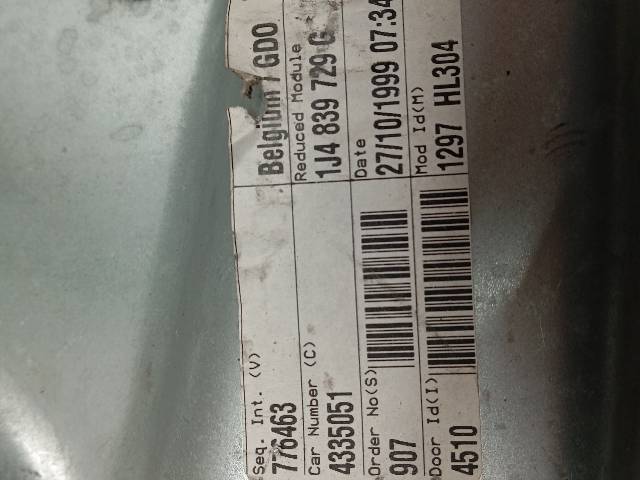 Belgium / GDO
Seq. Int. (V)
776463
Reduced Module
1J4 839 729 G
Car Number (C)
4335051
Date
27/10/1999 07:34
Order No(S)
907
Mod Id(M)
1297 HL304
Door Id(I)
4510